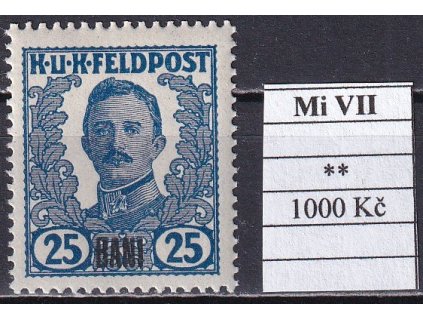 K·U·K·FELDPOST
25 BANI 25
Mi VII
**
1000 Kč